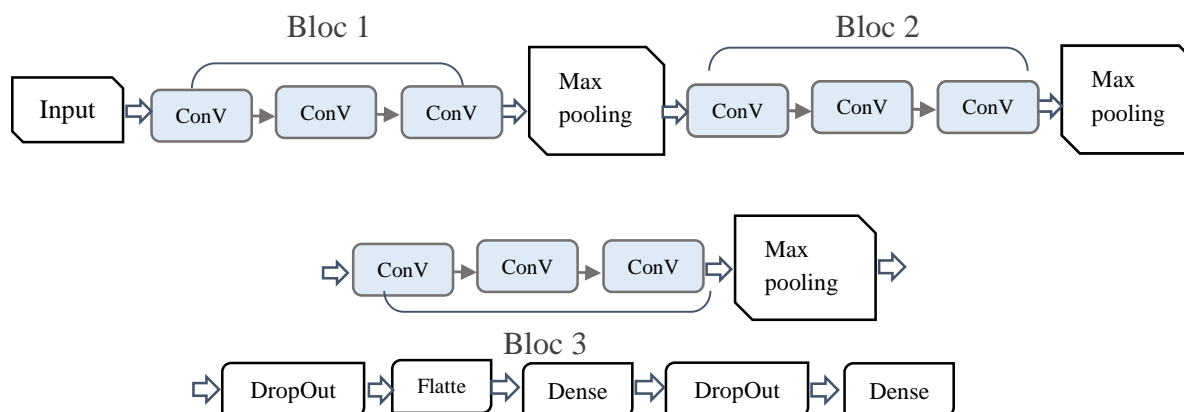 Bloc 1
Bloc 2
Input
ConV
ConV
ConV
Max
pooling
ConV
ConV
ConV
Max
pooling
ConV
ConV
ConV
Max
pooling
Bloc 3
DropOut
Flatte
Dense
DropOut
Dense